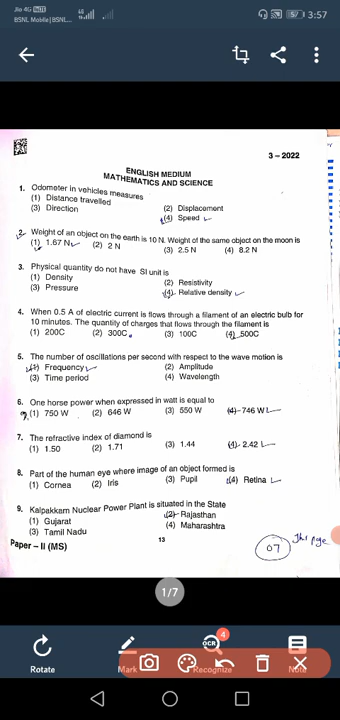 Jio 4G VoLTE
BSNL Mobile|BSNL... 4G 57 3:57
3 – 2022
ENGLISH MEDIUM
MATHEMATICS AND SCIENCE
1. Odometer in vehicles measures
(1) Distance travelled (2) Displacement
(3) Direction (4) Speed
2. Weight of an object on the earth is 10 N. Weight of the same object on the moon is
(1) 1.67 N (2) 2 N (3) 2.5 N (4) 8.2 N
3. Physical quantity do not have SI unit is
(1) Density (2) Resistivity
(3) Pressure (4) Relative density
4. When 0.5 A of electric current is flows through a filament of an electric bulb for
10 minutes. The quantity of charges that flows through the filament is
(1) 200C (2) 300C (3) 100C (4) 500C
5. The number of oscillations per second with respect to the wave motion is
(1) Frequency (2) Amplitude
(3) Time period (4) Wavelength
6. One horse power when expressed in watt is equal to
(1) 750 W (2) 646 W (3) 550 W (4) 746 W
7. The refractive index of diamond is
(1) 1.50 (2) 1.71 (3) 1.44 (4) 2.42
8. Part of the human eye where image of an object formed is
(1) Cornea (2) Iris (3) Pupil (4) Retina
9. Kalpakkam Nuclear Power Plant is situated in the State
(1) Gujarat (2) Rajasthan
(3) Tamil Nadu (4) Maharashtra
Paper – II (MS) 13 07
1/7
OCR 4
Rotate Mark Recognize Note